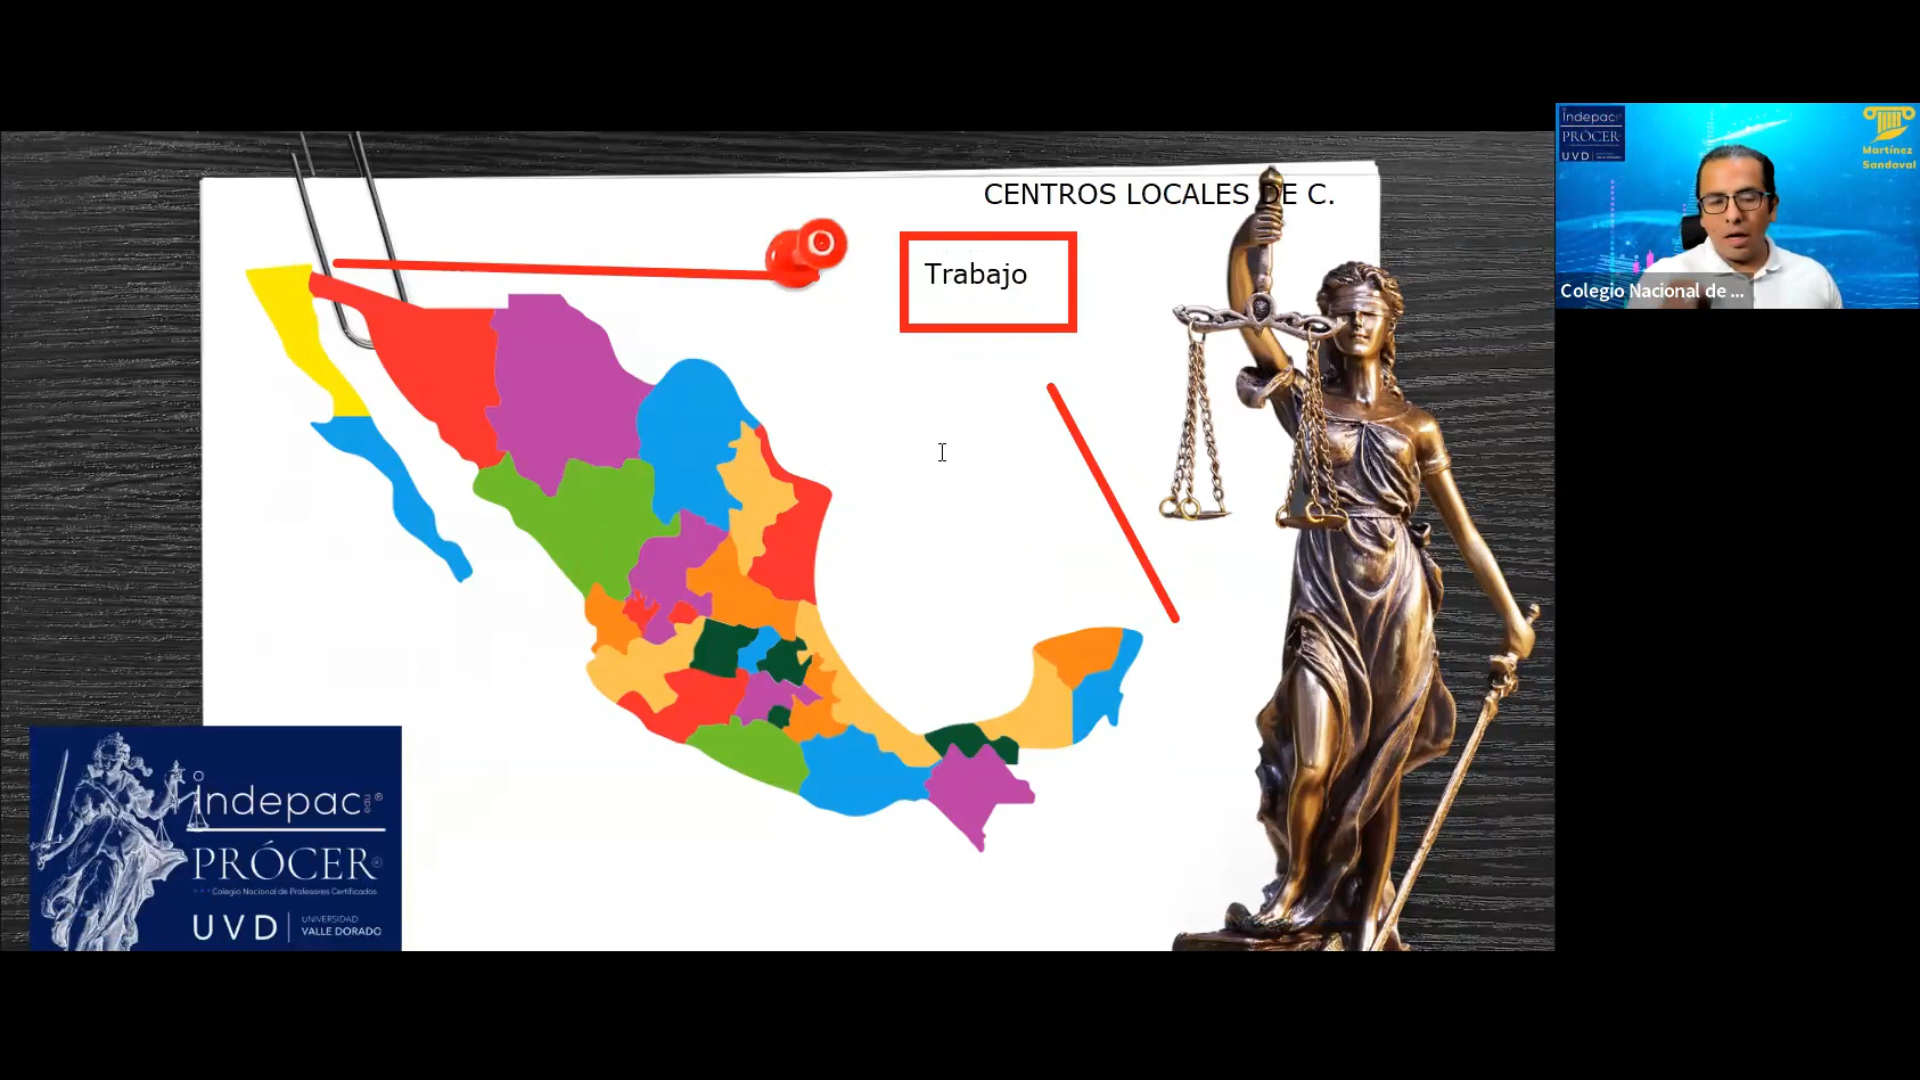 CENTROS LOCALES DE C.
Trabajo
indepac
PRÓCER
Colegio Nacional de Profesores Certificados
UVD
UNIVERSIDAD
VALLE DORADO
indepac
PRÓCER
UVD
Martínez
Sandoval
Colegio Nacional de ...